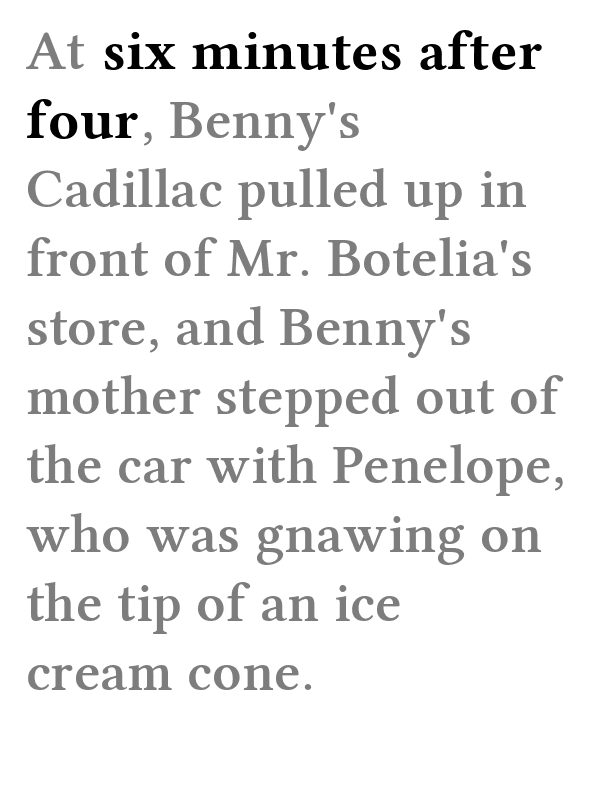 At six minutes after
four, Benny's
Cadillac pulled up in
front of Mr. Botelia's
store, and Benny's
mother stepped out of
the car with Penelope,
who was gnawing on
the tip of an ice
cream cone.